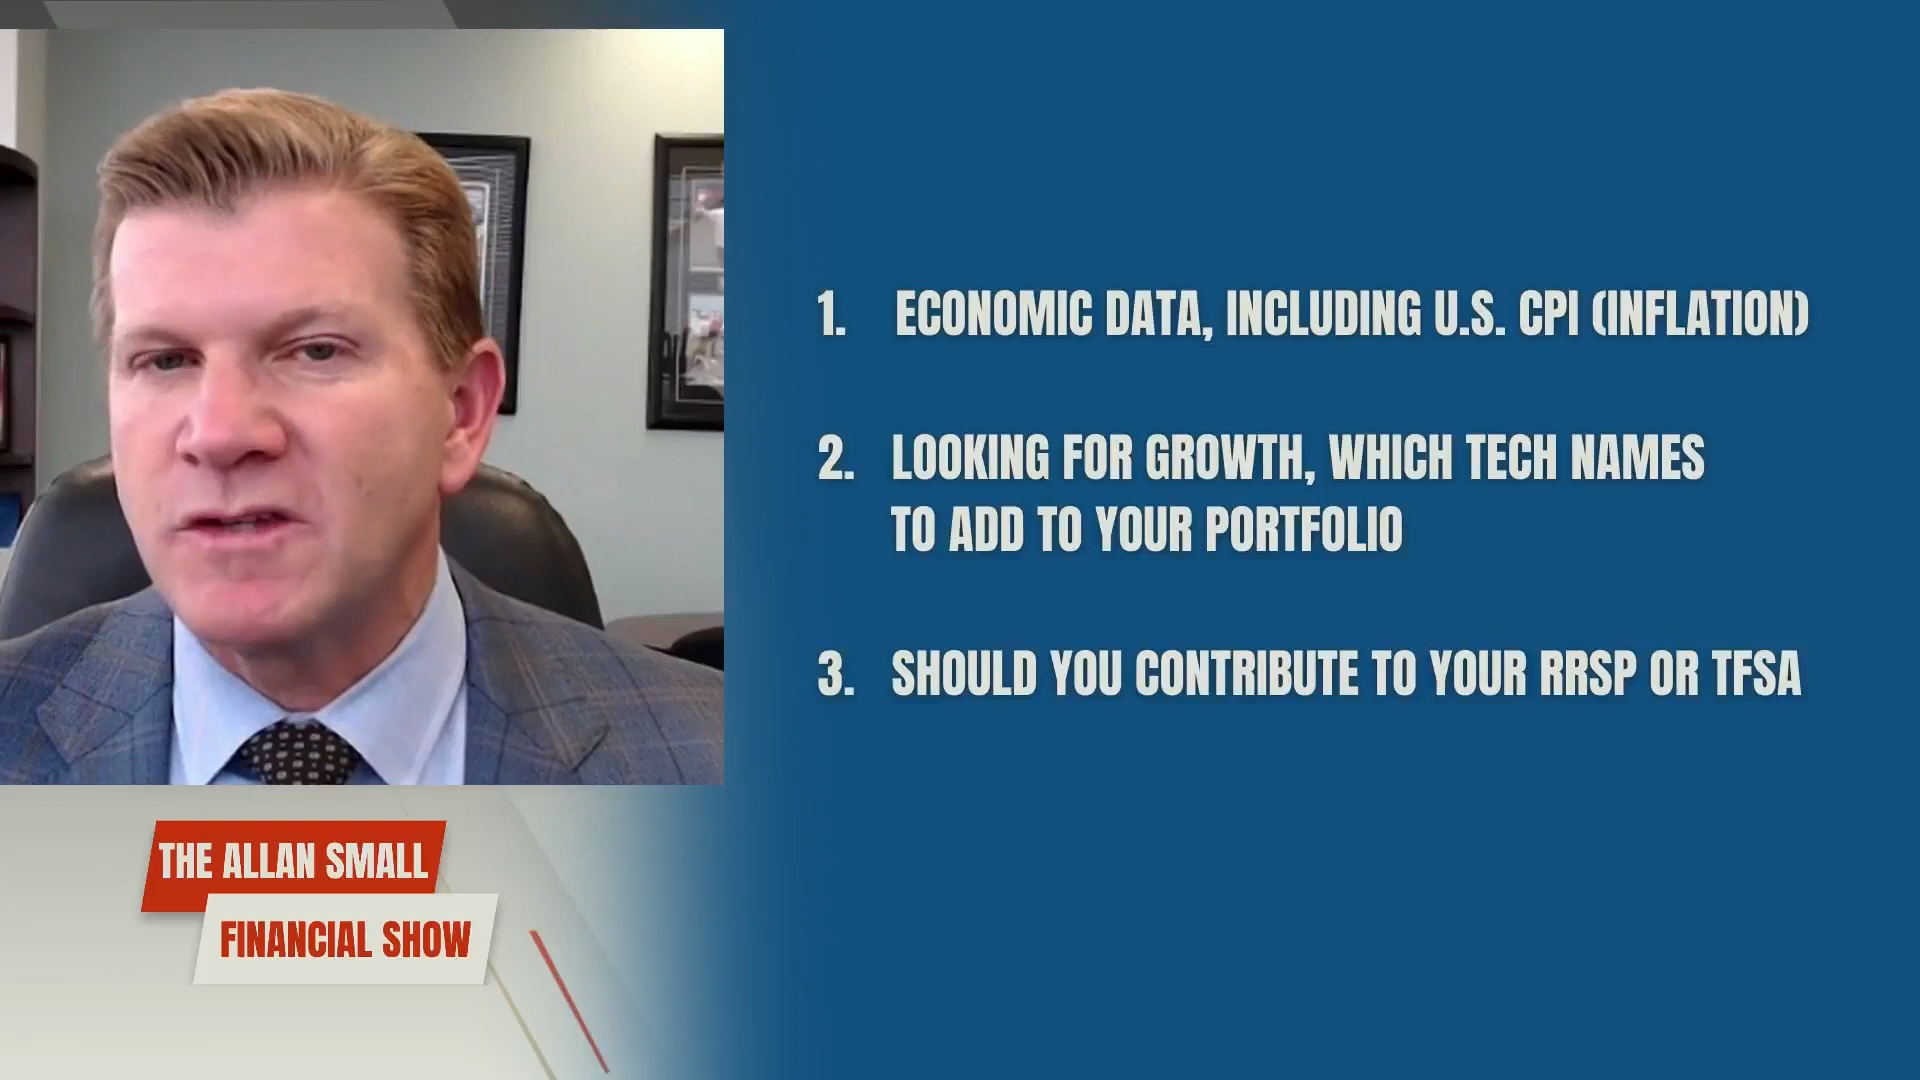 1. ECONOMIC DATA, INCLUDING U.S. CPI (INFLATION)
2. LOOKING FOR GROWTH, WHICH TECH NAMES
TO ADD TO YOUR PORTFOLIO
3. SHOULD YOU CONTRIBUTE TO YOUR RRSP OR TFSA
THE ALLAN SMALL
FINANCIAL SHOW